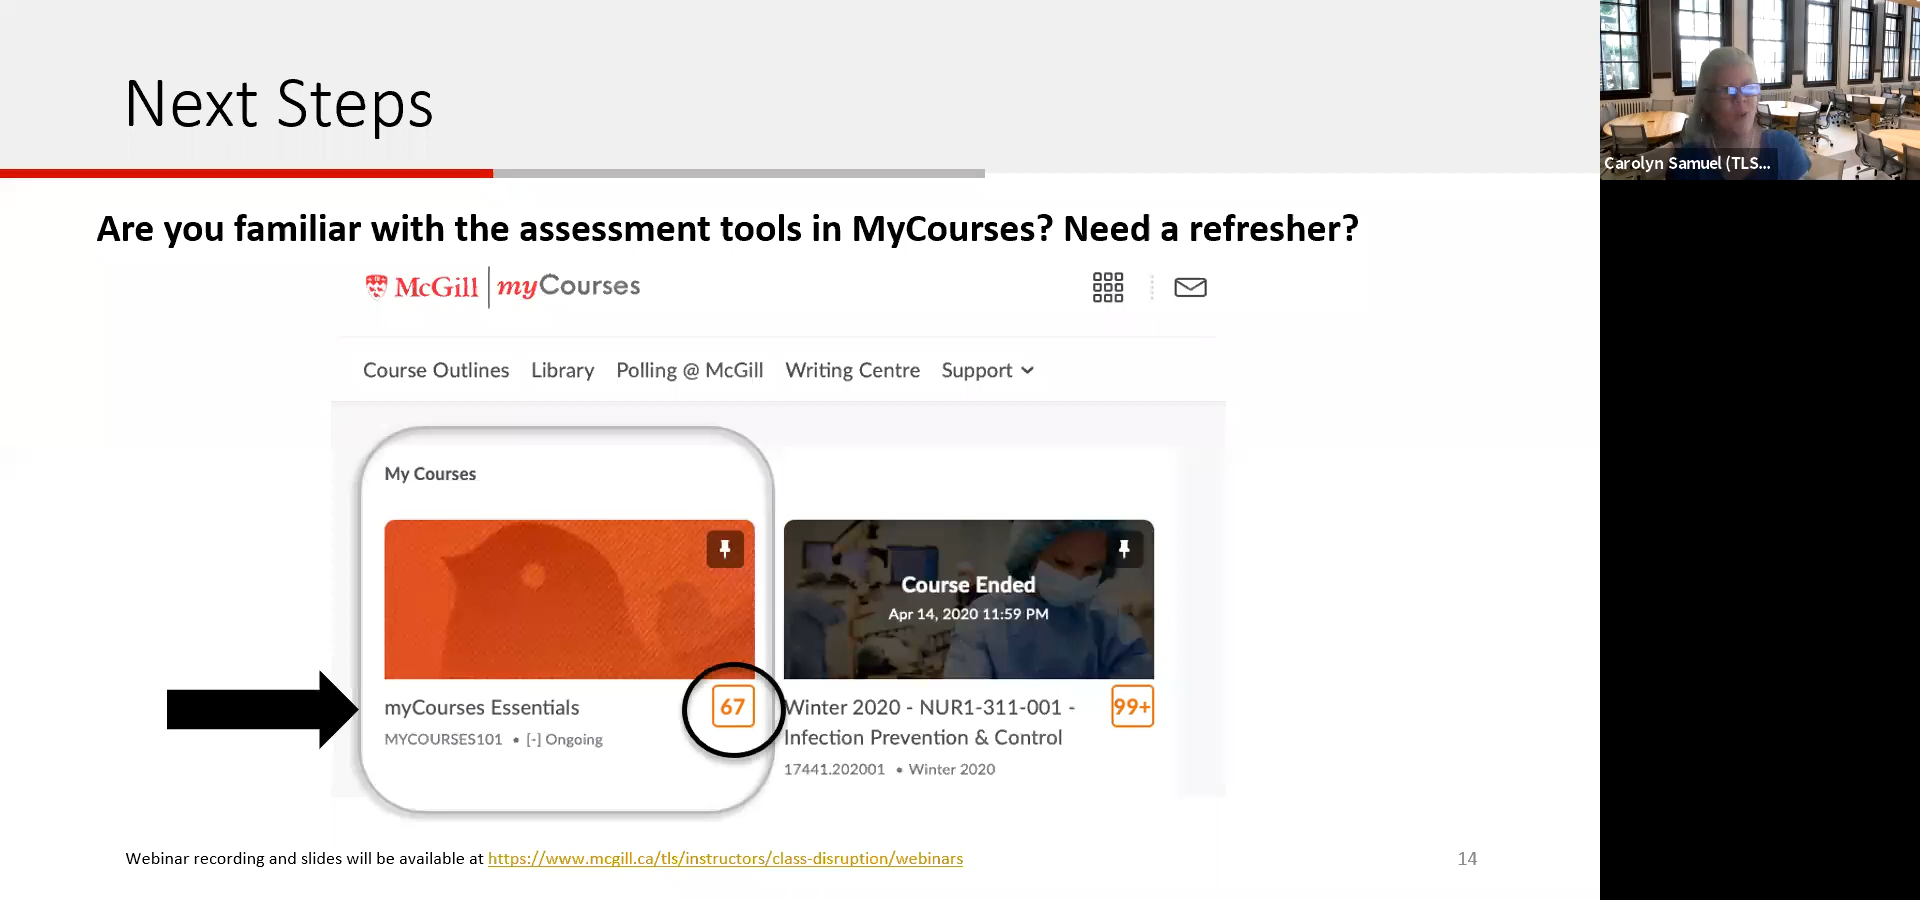 Next Steps
Carolyn Samuel (TLS...
Are you familiar with the assessment tools in MyCourses? Need a refresher?
McGill myCourses
Course Outlines Library Polling @ McGill Writing Centre Support
My Courses
Course Ended
Apr 14, 2020 11:59 PM
myCourses Essentials 67
MYCOURSES101 • [-] Ongoing
Winter 2020 - NUR1-311-001 - 99+
Infection Prevention & Control
17441.202001 • Winter 2020
Webinar recording and slides will be available at https://www.mcgill.ca/tls/instructors/class-disruption/webinars
14